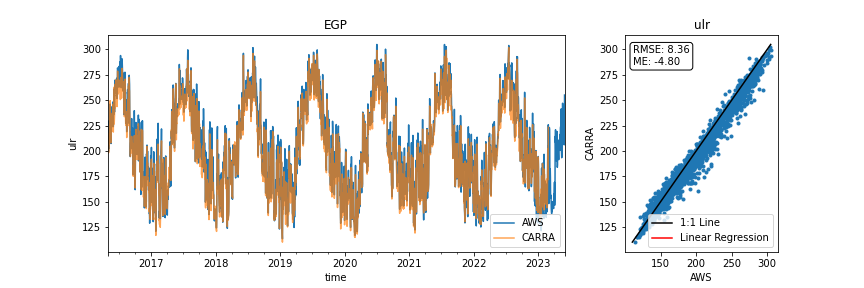 EGP
ulr
300
275
250
225
200
175
150
125
2017
2018
2019
2020
2021
2022
2023
time
AWS
CARRA
ulr
CARRA
300
275
250
225
200
175
150
125
RMSE: 8.36
ME: -4.80
1:1 Line
Linear Regression
150
200
250
300
AWS